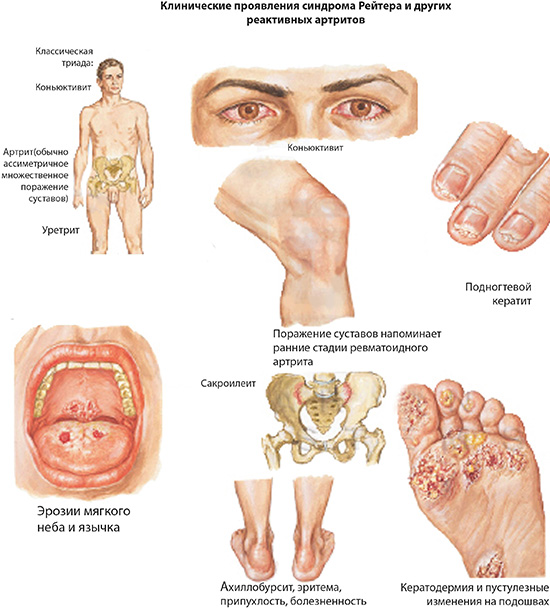 Клинические проявления синдрома Рейтера и других
реактивных артритов
Классическая
триада:
Коньюктивит
Артрит(обычно
ассиметричное
множественное
поражение
суставов)
Уретрит
Коньюктивит
Подногтевой
кератит
Поражение суставов напоминает
ранние стадии ревматоидного
артрита
Сакроилеит
Эрозии мягкого
неба и язычка
Ахиллобурсит, эритема,
припухлость, болезненность
Кератодермия и пустулезные
изменения на подошвах